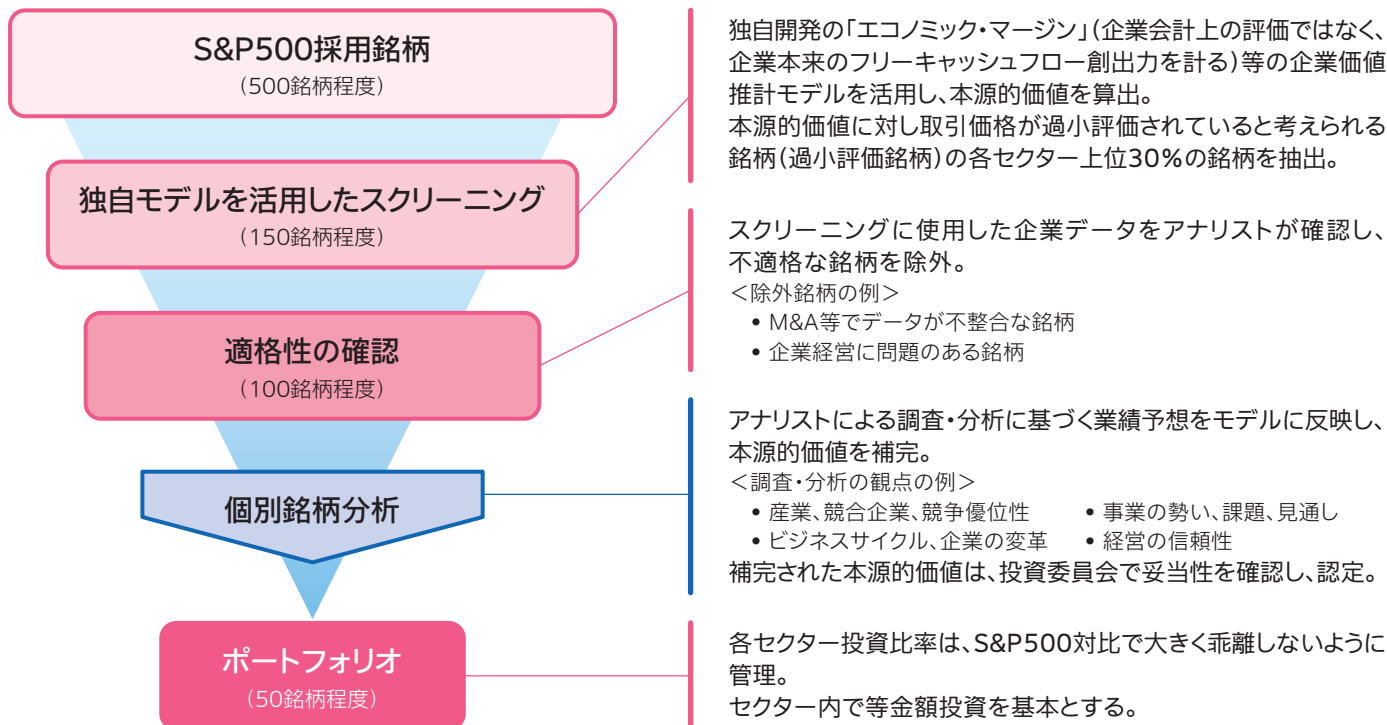 S&P500採用銘柄
(500銘柄程度)
独自開発の「エコノミック・マージン」(企業会計上の評価ではなく、
企業本来のフリーキャッシュフロー創出力を計る)等の企業価値
推計モデルを活用し、本源的価値を算出。
本源的価値に対し取引価格が過小評価されていると考えられる
銘柄(過小評価銘柄)の各セクター上位30%の銘柄を抽出。
独自モデルを活用したスクリーニング
(150銘柄程度)
スクリーニングに使用した企業データをアナリストが確認し、
不適格な銘柄を除外。
<除外銘柄の例>
• M&A等でデータが不整合な銘柄
• 企業経営に問題のある銘柄
適格性の確認
(100銘柄程度)
アナリストによる調査・分析に基づく業績予想をモデルに反映し、
本源的価値を補完。
<調査・分析の観点の例>
• 産業、競合企業、競争優位性 • 事業の勢い、課題、見通し
• ビジネスサイクル、企業の変革 • 経営の信頼性
補完された本源的価値は、投資委員会で妥当性を確認し、認定。
個別銘柄分析
ポートフォリオ
(50銘柄程度)
各セクター投資比率は、S&P500対比で大きく乖離しないように
管理。
セクター内で等金額投資を基本とする。